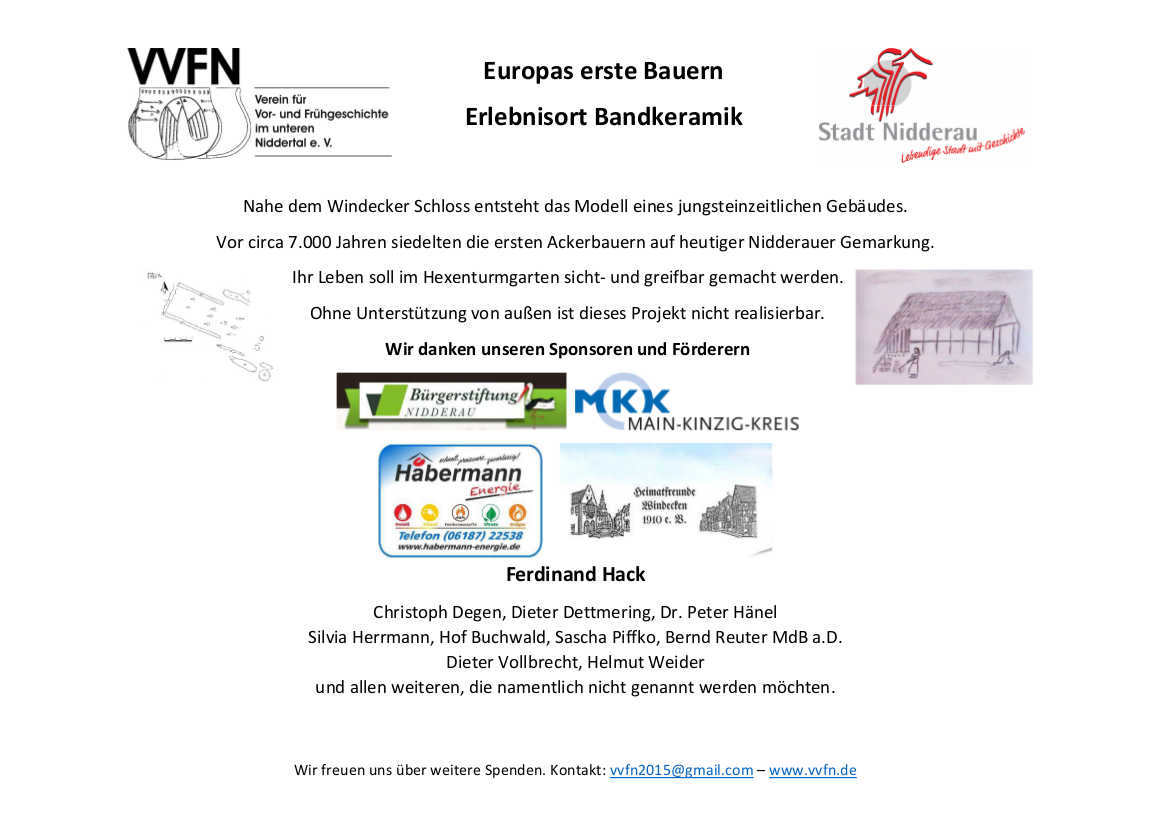 VVFN
Verein für
Vor- und Frühgeschichte
im unteren
Niddertal e. V.
Europas erste Bauern
Erlebnisort Bandkeramik
Stadt Nidderau
Lebendige Stadt mit Geschichte
Nahe dem Windecker Schloss entsteht das Modell eines jungsteinzeitlichen Gebäudes.
Vor circa 7.000 Jahren siedelten die ersten Ackerbauern auf heutiger Nidderauer Gemarkung.
Ihr Leben soll im Hexenturmgarten sicht- und greifbar gemacht werden.
Ohne Unterstützung von außen ist dieses Projekt nicht realisierbar.
Wir danken unseren Sponsoren und Förderern
Bürgerstiftung
NIDDERAU
MKK
MAIN-KINZIG-KREIS
schnell, preiswert, zuverlässig!
Habermann
Energie
Telefon (06187) 22538
www.habermann-energie.de
Heimatfreunde
Windecken
1910 e. V.
Ferdinand Hack
Christoph Degen, Dieter Dettmering, Dr. Peter Hänel
Silvia Herrmann, Hof Buchwald, Sascha Piffko, Bernd Reuter MdB a.D.
Dieter Vollbrecht, Helmut Weider
und allen weiteren, die namentlich nicht genannt werden möchten.
Wir freuen uns über weitere Spenden. Kontakt: vvfn2015@gmail.com – www.vvfn.de